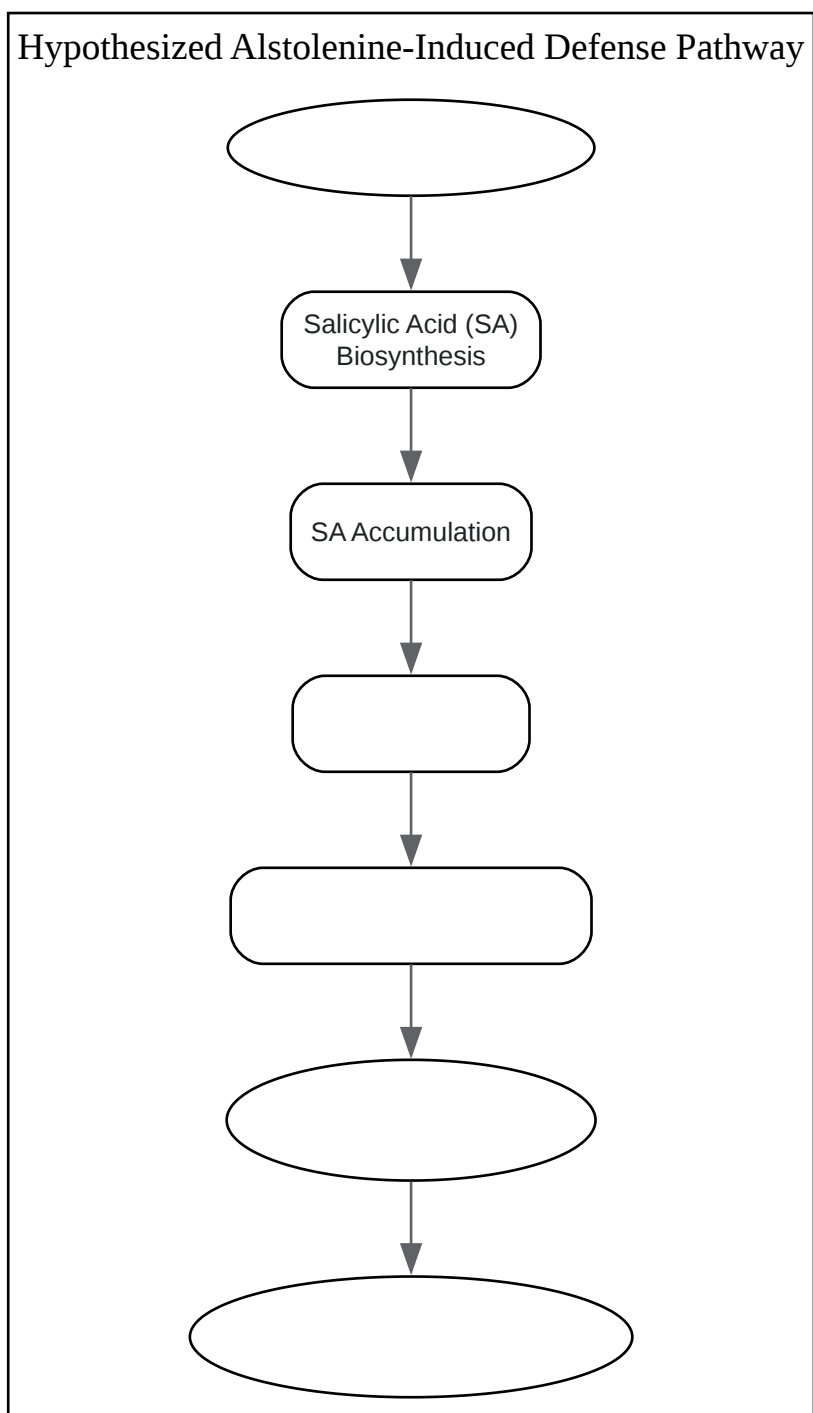 Hypothesized Alstolenine-Induced Defense Pathway
Salicylic Acid (SA)
Biosynthesis
SA Accumulation